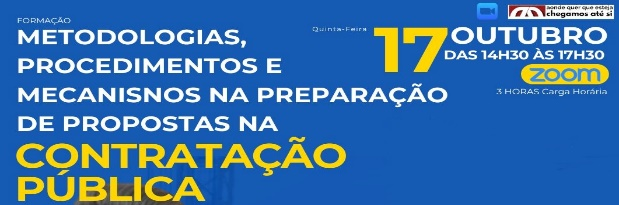 FORMAÇÃO
METODOLOGIAS,
PROCEDIMENTOS E
MECANISNOS NA PREPARAÇÃO
DE PROPOSTAS NA
CONTRATAÇÃO
PÚBLICA
Quinta-Feira
17 OUTUBRO
DAS 14H30 ÀS 17H30
zoom
3 HORAS Carga Horária
aonde quer que esteja
chegamos até si